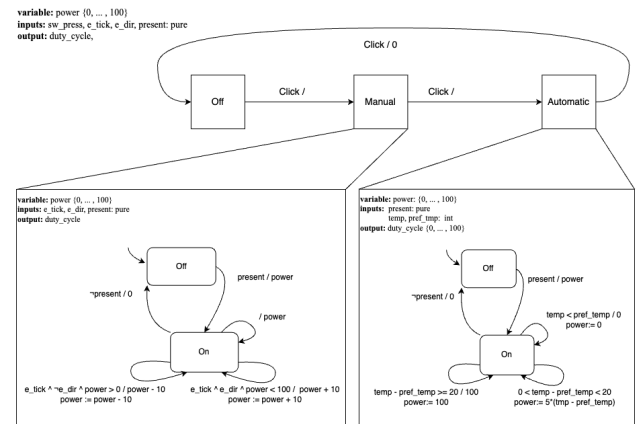 variable: power {0, ... , 100}
inputs: sw_press, e_tick, e_dir, present: pure
output: duty_cycle,
Click / 0
Off
Click /
Manual
Click /
Automatic
variable: power {0, ... , 100}
inputs: e_tick, e_dir, present: pure
output: duty_cycle
Off
present / power
¬present / 0
/ power
On
e_tick ^ ¬e_dir ^ power > 0 / power - 10
power := power - 10
e_tick ^ e_dir ^ power < 100 / power + 10
power := power + 10
variable: power: {0, ... , 100}
inputs: present: pure
temp, pref_tmp: int
output: duty_cycle {0, ... , 100}
Off
present / power
¬present / 0
temp < pref_temp / 0
power:= 0
On
temp - pref_temp >= 20 / 100
power:= 100
0 < temp - pref_temp < 20
power:= 5*(tmp - pref_temp)